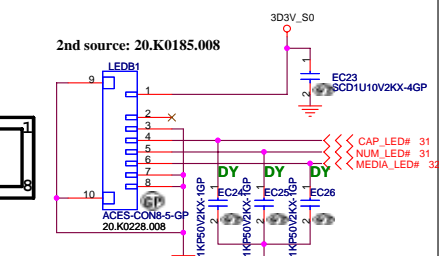 3D3V_S0
2nd source: 20.K0185.008
LEDB1
9
1
1
2
EC23
SCD1U10V2KX-4GP
2
3
4
5
6
7
8
10
CAP_LED# 31
NUM_LED# 31
MEDIA_LED# 32
DY
DY
DY
1
8
GP
ACES-CON8-5-GP
20.K0228.008
EC24
EC25
EC26
1
1
1
2
2
2
1KP50V2KX-1GP
1KP50V2KX-1GP
1KP50V2KX-1GP